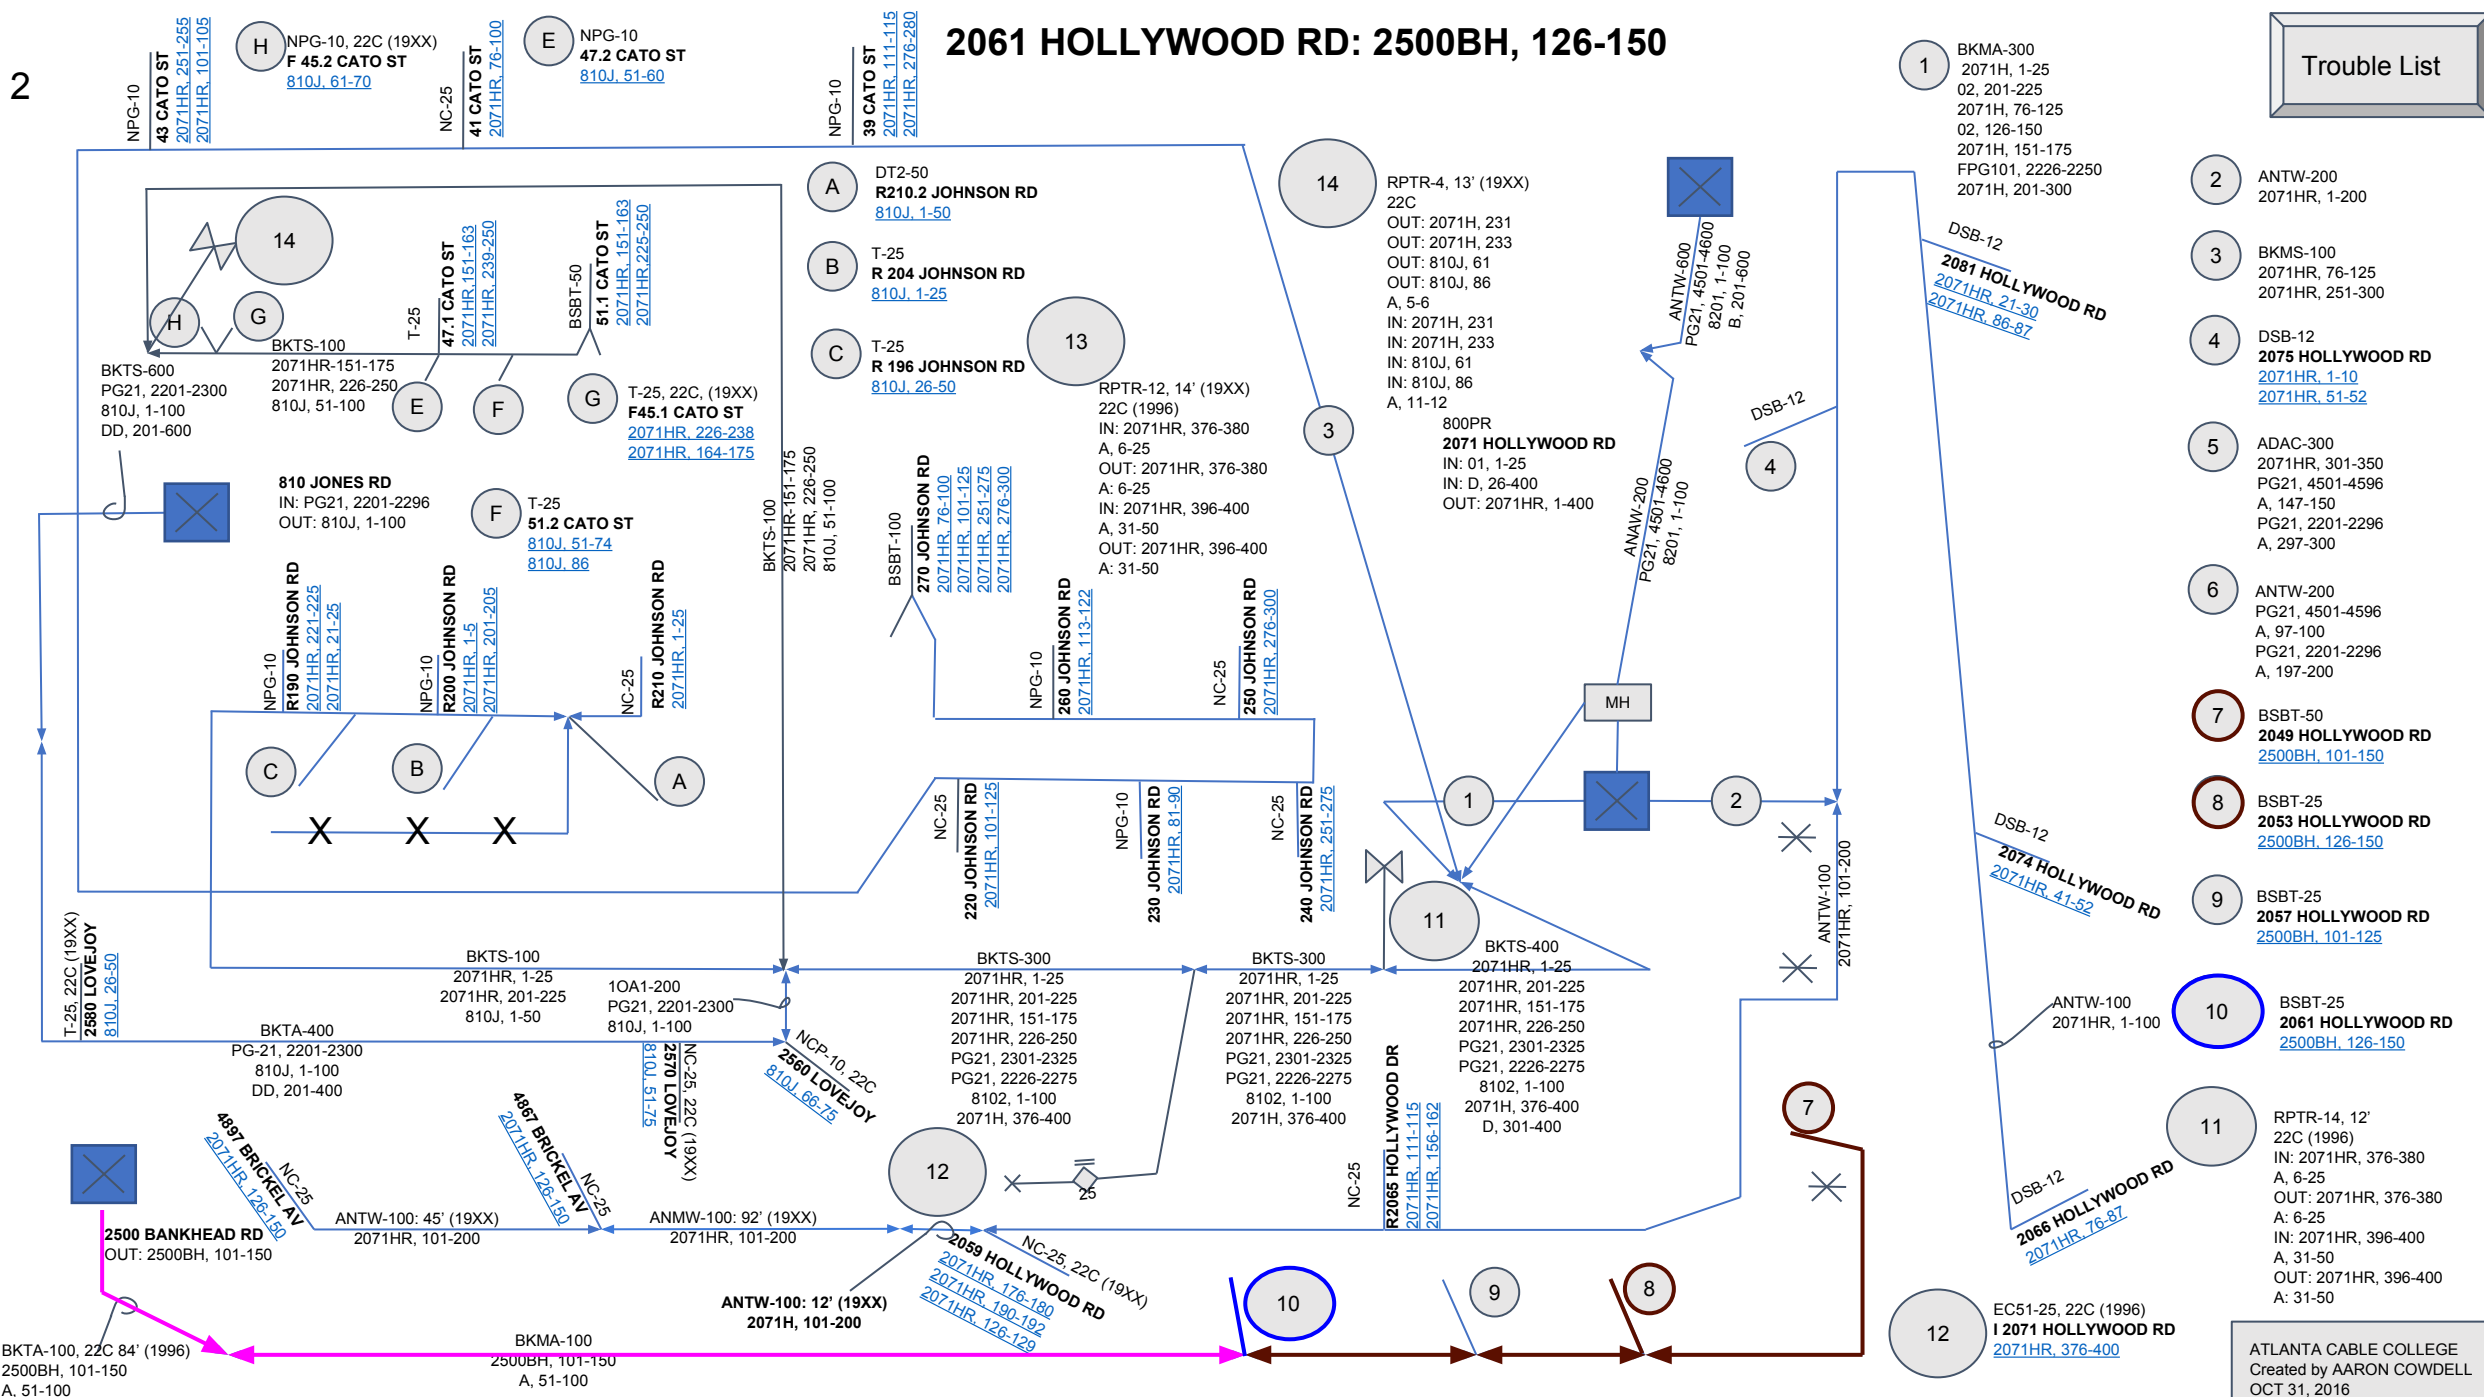 2
2061 HOLLYWOOD RD: 2500BH, 126-150
Trouble List
NPG-10
43 CATO ST
2071HR, 251-255
2071HR, 101-105
H
NPG-10, 22C (19XX)
F 45.2 CATO ST
810J, 61-70
NC-25
41 CATO ST
2071HR, 76-100
E
NPG-10
47.2 CATO ST
810J, 51-60
NPG-10
39 CATO ST
2071HR, 111-115
2071HR, 276-280
14
H
G
T-25
47.1 CATO ST
2071HR,151-163
2071HR, 239-250
BSBT-50
51.1 CATO ST
2071HR, 151-163
2071HR,225-250
BKTS-600
PG21, 2201-2300
810J, 1-100
DD, 201-600
BKTS-100
2071HR-151-175
2071HR, 226-250
810J, 51-100
E
F
G
T-25, 22C, (19XX)
F45.1 CATO ST
2071HR, 226-238
2071HR, 164-175
810 JONES RD
IN: PG21, 2201-2296
OUT: 810J, 1-100
F
T-25
51.2 CATO ST
810J, 51-74
810J, 86
BKTS-100
2071HR-151-175
2071HR, 226-250
810J, 51-100
A
DT2-50
R210.2 JOHNSON RD
810J, 1-50
B
T-25
R 204 JOHNSON RD
810J, 1-25
C
T-25
R 196 JOHNSON RD
810J, 26-50
13
RPTR-12, 14' (19XX)
22C (1996)
IN: 2071HR, 376-380
A, 6-25
OUT: 2071HR, 376-380
A: 6-25
IN: 2071HR, 396-400
A, 31-50
OUT: 2071HR, 396-400
A: 31-50
14
RPTR-4, 13' (19XX)
22C
OUT: 2071H, 231
OUT: 2071H, 233
OUT: 810J, 61
OUT: 810J, 86
A, 5-6
IN: 2071H, 231
IN: 2071H, 233
IN: 810J, 61
IN: 810J, 86
A, 11-12
800PR
2071 HOLLYWOOD RD
IN: 01, 1-25
IN: D, 26-400
OUT: 2071HR, 1-400
3
ANTW-600
PG21, 4501-4600
8201, 1-100
B, 201-600
ANAW-200
PG21, 4501-4600
8201, 1-100
MH
DSB-12
4
DSB-12
2081 HOLLYWOOD RD
2071HR, 21-30
2071HR, 86-87
NPG-10
R190 JOHNSON RD
2071HR, 221-225
2071HR, 21-25
NPG-10
R200 JOHNSON RD
2071HR, 1-5
2071HR, 201-205
NC-25
R210 JOHNSON RD
2071HR, 1-25
C
B
A
X X X
BSBT-100
270 JOHNSON RD
2071HR, 76-100
2071HR, 101-125
2071HR, 251-275
2071HR, 276-300
NPG-10
260 JOHNSON RD
2071HR, 113-122
NC-25
250 JOHNSON RD
2071HR, 276-300
NC-25
220 JOHNSON RD
2071HR, 101-125
NPG-10
230 JOHNSON RD
2071HR, 81-90
NC-25
240 JOHNSON RD
2071HR, 251-275
1
2
ANTW-100
2071HR, 101-200
11
DSB-12
2074 HOLLYWOOD RD
2071HR, 41-52
ANTW-100
2071HR, 1-100
DSB-12
2066 HOLLYWOOD RD
2071HR, 76-87
T-25, 22C (19XX)
2580 LOVEJOY
810J, 26-50
BKTS-100
2071HR, 1-25
2071HR, 201-225
810J, 1-50
1OA1-200
PG21, 2201-2300
810J, 1-100
BKTA-400
PG-21, 2201-2300
810J, 1-100
DD, 201-400
NC-25, 22C (19XX)
2570 LOVEJOY
810J, 51-75
NCP-10, 22C
2560 LOVEJOY
810J, 66-75
BKTS-300
2071HR, 1-25
2071HR, 201-225
2071HR, 151-175
2071HR, 226-250
PG21, 2301-2325
PG21, 2226-2275
8102, 1-100
2071H, 376-400
BKTS-300
2071HR, 1-25
2071HR, 201-225
2071HR, 151-175
2071HR, 226-250
PG21, 2301-2325
PG21, 2226-2275
8102, 1-100
2071H, 376-400
BKTS-400
2071HR, 1-25
2071HR, 201-225
2071HR, 151-175
2071HR, 226-250
PG21, 2301-2325
PG21, 2226-2275
8102, 1-100
2071H, 376-400
D, 301-400
25
12
NC-25
R2065 HOLLYWOOD DR
2071HR, 111-115
2071HR, 156-162
7
2500 BANKHEAD RD
OUT: 2500BH, 101-150
NC-25
4897 BRICKEL AV
2071HR, 126-150
ANTW-100: 45' (19XX)
2071HR, 101-200
NC-25
4867 BRICKEL AV
2071HR, 126-150
ANMW-100: 92' (19XX)
2071HR, 101-200
ANTW-100: 12' (19XX)
2071H, 101-200
NC-25, 22C (19XX)
2059 HOLLYWOOD RD
2071HR, 176-180
2071HR, 190-192
2071HR, 126-129
10
9
8
BKTA-100, 22C 84' (1996)
2500BH, 101-150
A, 51-100
BKMA-100
2500BH, 101-150
A, 51-100
1
BKMA-300
2071H, 1-25
02, 201-225
2071H, 76-125
02, 126-150
2071H, 151-175
FPG101, 2226-2250
2071H, 201-300
2
ANTW-200
2071HR, 1-200
3
BKMS-100
2071HR, 76-125
2071HR, 251-300
4
DSB-12
2075 HOLLYWOOD RD
2071HR, 1-10
2071HR, 51-52
5
ADAC-300
2071HR, 301-350
PG21, 4501-4596
A, 147-150
PG21, 2201-2296
A, 297-300
6
ANTW-200
PG21, 4501-4596
A, 97-100
PG21, 2201-2296
A, 197-200
7
BSBT-50
2049 HOLLYWOOD RD
2500BH, 101-150
8
BSBT-25
2053 HOLLYWOOD RD
2500BH, 126-150
9
BSBT-25
2057 HOLLYWOOD RD
2500BH, 101-125
10
BSBT-25
2061 HOLLYWOOD RD
2500BH, 126-150
11
RPTR-14, 12'
22C (1996)
IN: 2071HR, 376-380
A, 6-25
OUT: 2071HR, 376-380
A: 6-25
IN: 2071HR, 396-400
A, 31-50
OUT: 2071HR, 396-400
A: 31-50
12
EC51-25, 22C (1996)
I 2071 HOLLYWOOD RD
2071HR, 376-400
ATLANTA CABLE COLLEGE
Created by AARON COWDELL
OCT 31, 2016